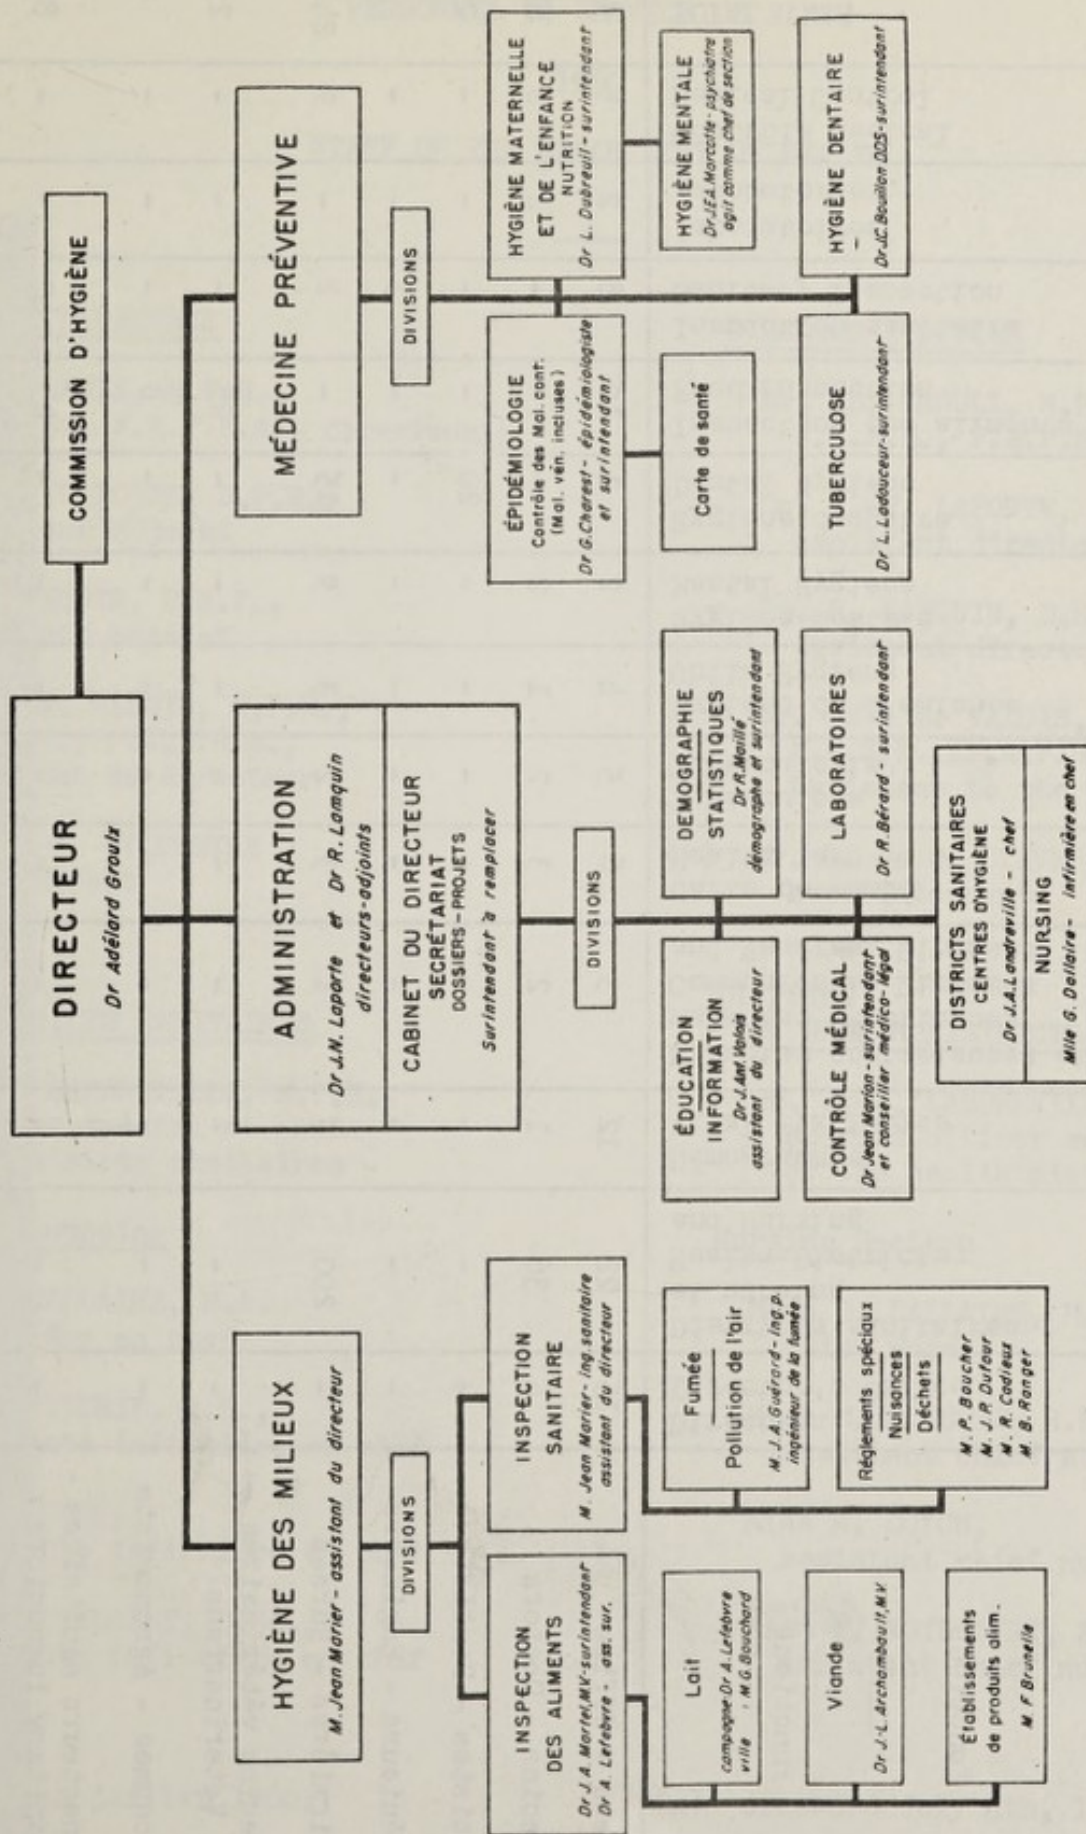 DIRECTEUR
Dr Adélard Groulx
COMMISSION D'HYGIÈNE
HYGIÈNE DES MILIEUX
M. Jean Marier - assistant du directeur
ADMINISTRATION
Dr J.N. Laporte et Dr R. Lamquin
directeurs-adjoints
CABINET DU DIRECTEUR
SECRÉTARIAT
DOSSIERS-PROJETS
Surintendant à remplacer
MÉDECINE PRÉVENTIVE
DIVISIONS
DIVISIONS
DIVISIONS
INSPECTION
DES ALIMENTS
Dr J. A. Mortel, MV-surintendant
Dr A. Lefebvre - ass. sur.
INSPECTION
SANITAIRE
M. Jean Marier - ing. sanitaire
assistant du directeur
Lait
campagne: Dr A. Lefebvre
ville : M.G. Bouchard
Viande
Dr J.-L. Archambault, M.V
Établissements
de produits alim.
M. F Brunelle
Fumée
Pollution de l'air
M. J. A. Guérard - ing. p.
ingénieur de la fumée
Réglements spéciaux
Nuisances
Déchets
M. P. Boucher
M. J. P. Dufour
M. R. Cadieux
M. B. Ranger
ÉDUCATION
INFORMATION
Dr J. Ant. Valois
assistant du directeur
DEMOGRAPHIE
STATISTIQUES
Dr R. Maillé
démographe et surintendant
CONTRÔLE MÉDICAL
Dr Jean Marion - surintendant
et conseiller médico-légal
LABORATOIRES
Dr R. Bérard - surintendant
DISTRICTS SANITAIRES
CENTRES D'HYGIÈNE
Dr J.A. Landreville - chef
NURSING
Mlle G. Dallaire - infirmière en chef
ÉPIDÉMIOLOGIE
Contrôle des Mal. cont.
(Mal. vén. incluses)
Dr G. Charest - épidémiologiste
et surintendant
HYGIÈNE MATERNELLE
ET DE L'ENFANCE
NUTRITION
Dr L. Dubreuil - surintendant
Carte de santé
HYGIÈNE MENTALE
Dr J.E.A. Marcotte - psychiatre
agit comme chef de section
TUBERCULOSE
Dr L. Ladouceur - surintendant
HYGIÈNE DENTAIRE
Dr J.C. Bouillon DDS - surintendant